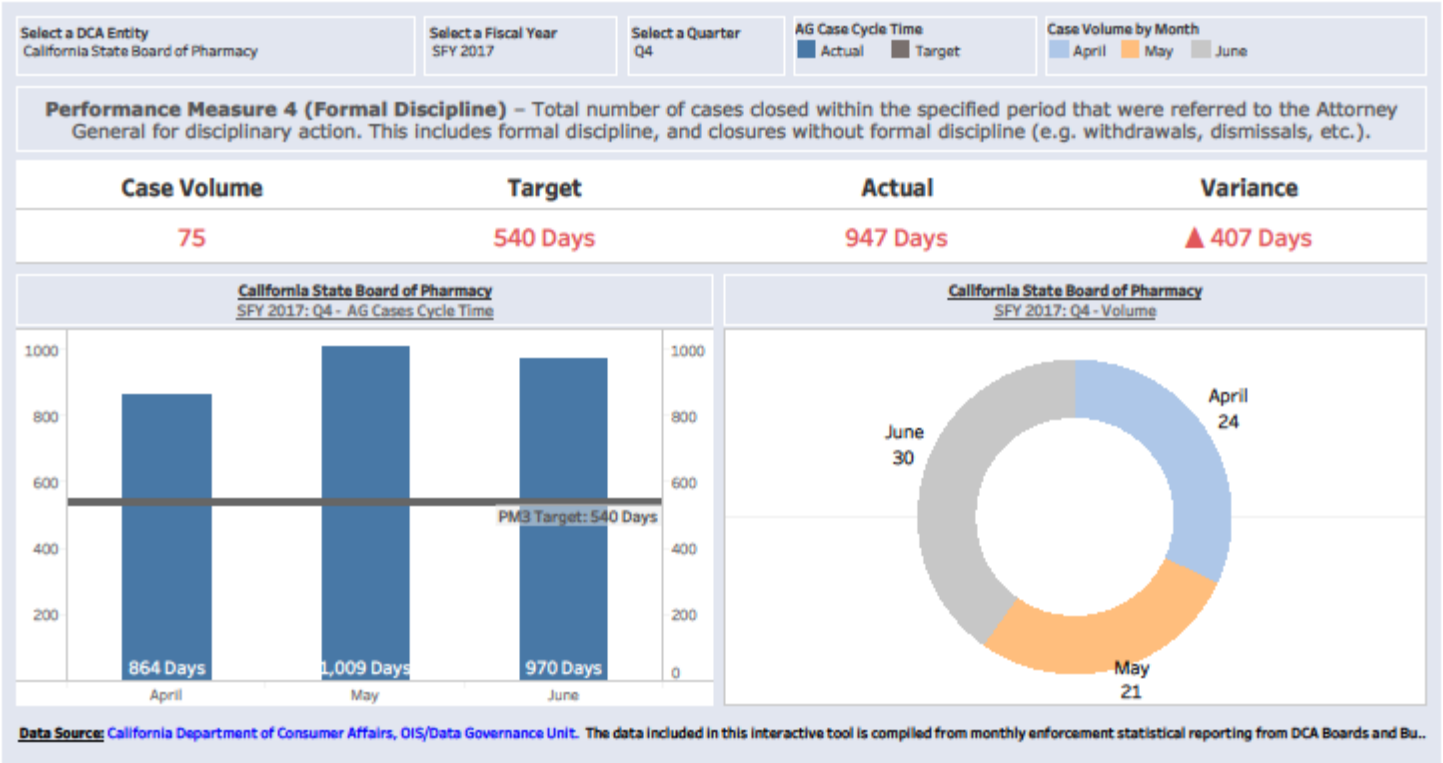 Select a DCA Entity
California State Board of Pharmacy
Select a Fiscal Year
SFY 2017
Select a Quarter
Q4
AG Case Cycle Time
Actual Target
Case Volume by Month
April May June
Performance Measure 4 (Formal Discipline) – Total number of cases closed within the specified period that were referred to the Attorney
General for disciplinary action. This includes formal discipline, and closures without formal discipline (e.g. withdrawals, dismissals, etc.).
Case Volume Target Actual Variance
75 540 Days 947 Days ▲ 407 Days
California State Board of Pharmacy
SFY 2017: Q4 - AG Cases Cycle Time
1000 1000
800 800
600 600
PM3 Target: 540 Days
400 400
200 200
864 Days 1,009 Days 970 Days 0
April May June
California State Board of Pharmacy
SFY 2017: Q4 - Volume
April
24
June
30
May
21
Data Source: California Department of Consumer Affairs, OIS/Data Governance Unit. The data included in this interactive tool is compiled from monthly enforcement statistical reporting from DCA Boards and Bu..